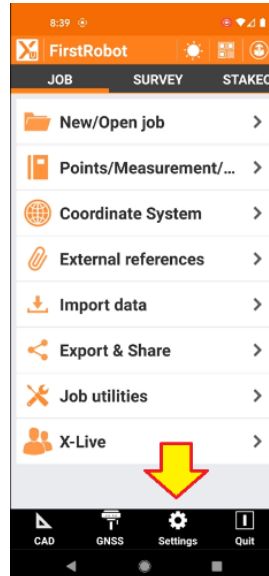 8:39
FirstRobot
JOB SURVEY STAKEO
New/Open job
Points/Measurement/...
Coordinate System
External references
Import data
Export & Share
Job utilities
X-Live
CAD GNSS Settings Quit